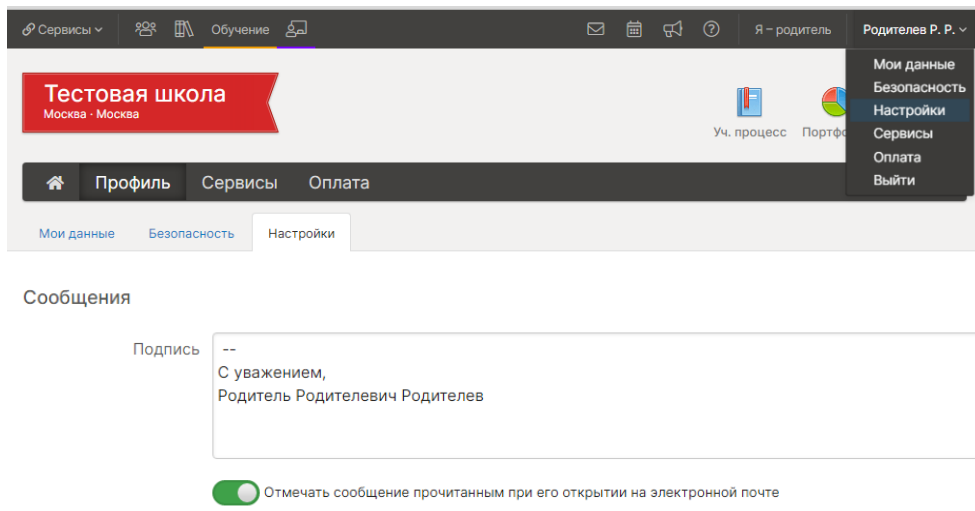 Сервисы
Обучение
Я – родитель
Родителев Р. Р.
Мои данные
Безопасность
Настройки
Сервисы
Оплата
Выйти
Тестовая школа
Москва · Москва
Уч. процесс
Профиль
Сервисы
Оплата
Мои данные
Безопасность
Настройки
Сообщения
Подпись
--
С уважением,
Родитель Родителевич Родителев
Отмечать сообщение прочитанным при его открытии на электронной почте